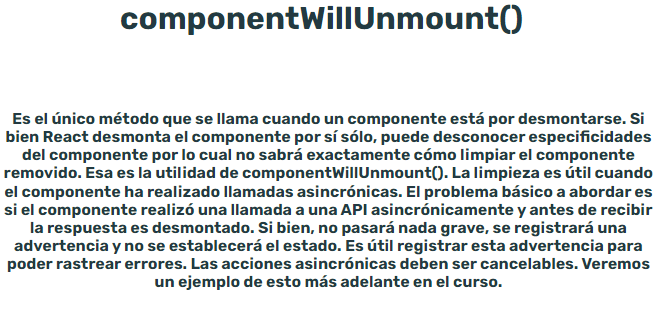 componentWillUnmount()
Es el único método que se llama cuando un componente está por desmontarse. Si
bien React desmonta el componente por sí sólo, puede desconocer especificidades
del componente por lo cual no sabrá exactamente cómo limpiar el componente
removido. Esa es la utilidad de componentWillUnmount(). La limpieza es útil cuando
el componente ha realizado llamadas asincrónicas. El problema básico a abordar es
si el componente realizó una llamada a una API asincrónicamente y antes de recibir
la respuesta es desmontado. Si bien, no pasará nada grave, se registrará una
advertencia y no se establecerá el estado. Es útil registrar esta advertencia para
poder rastrear errores. Las acciones asincrónicas deben ser cancelables. Veremos
un ejemplo de esto más adelante en el curso.